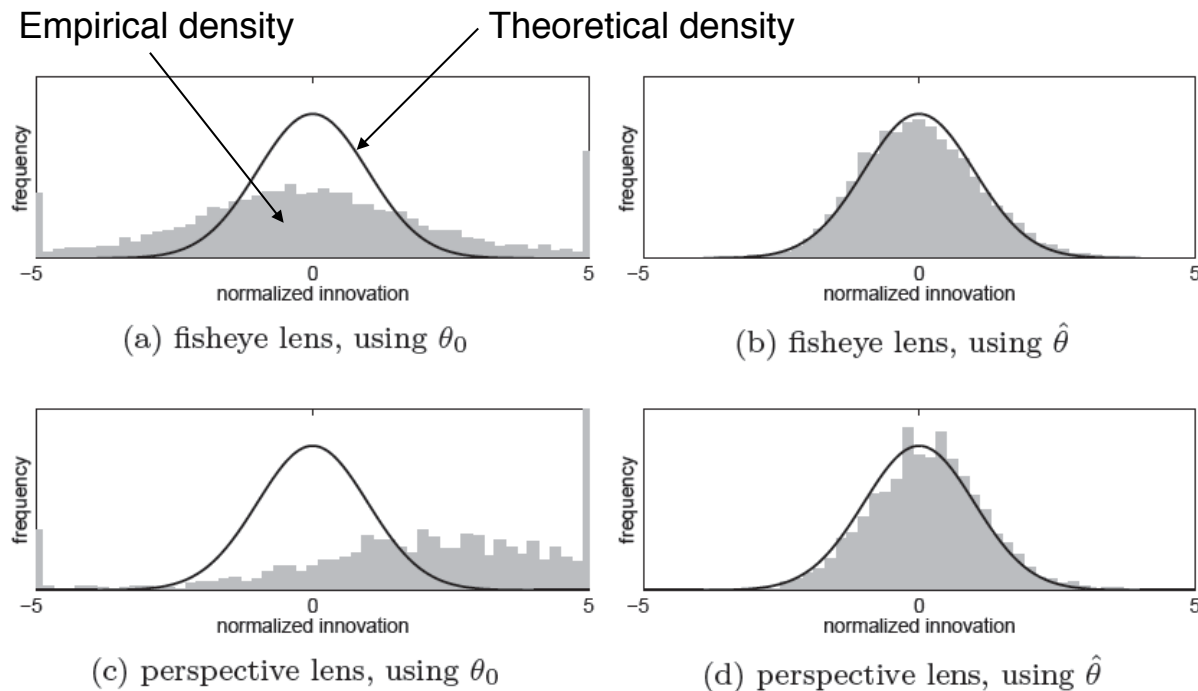 Empirical density
Theoretical density
frequency
−5
0
5
normalized innovation
(a) fisheye lens, using θ₀
frequency
−5
0
5
normalized innovation
(b) fisheye lens, using θ̂
frequency
−5
0
5
normalized innovation
(c) perspective lens, using θ₀
frequency
−5
0
5
normalized innovation
(d) perspective lens, using θ̂